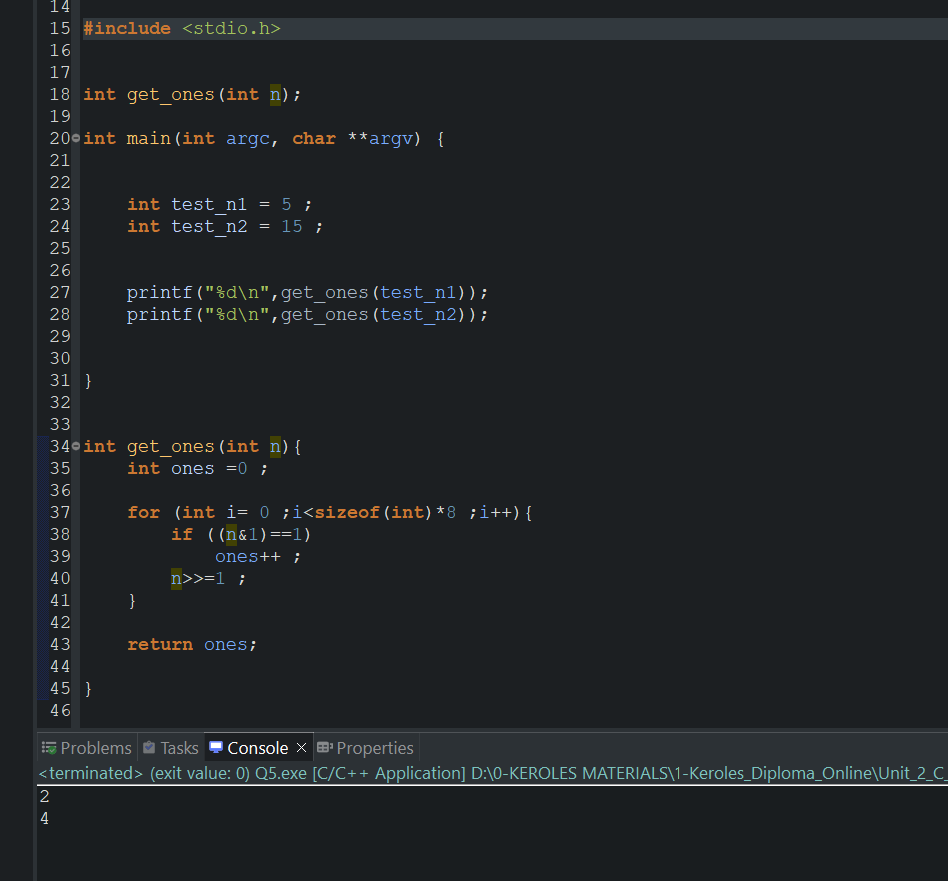 14
15 #include <stdio.h>
16
17
18 int get_ones(int n);
19
20 int main(int argc, char **argv) {
21
22
23     int test_n1 = 5 ;
24     int test_n2 = 15 ;
25
26
27     printf("%d\n",get_ones(test_n1));
28     printf("%d\n",get_ones(test_n2));
29
30
31 }
32
33
34 int get_ones(int n){
35     int ones =0 ;
36
37     for (int i= 0 ;i<sizeof(int)*8 ;i++){
38         if ((n&1)==1)
39             ones++ ;
40         n>>=1 ;
41     }
42
43     return ones;
44
45 }
46
Problems Tasks Console Properties
<terminated> (exit value: 0) Q5.exe [C/C++ Application] D:\0-KEROLES MATERIALS\1-Keroles_Diploma_Online\Unit_2_C_
2
4